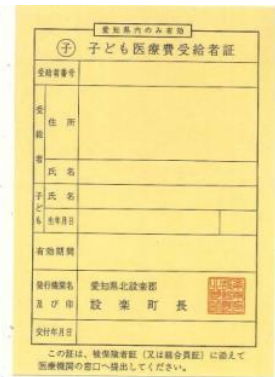 愛知県内のみ有効
子 子ども医療費受給者証
受給者番号
受給者
住所
氏名
子ども
氏名
生年月日
有効期間
発行機関名及び印
愛知県北設楽郡
設楽町長
交付年月日
この証は、被保険者証（又は組合員証）に添えて
医療機関の窓口へ提出してください。